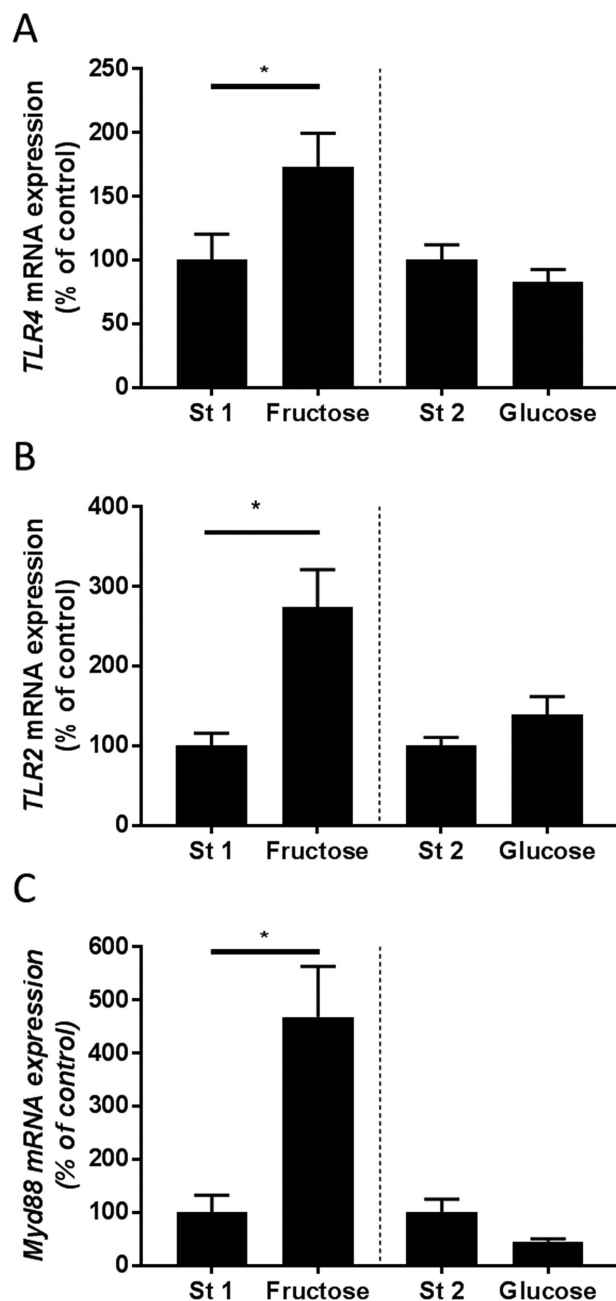 A
TLR4 mRNA expression
(% of control)
250
200
150
100
50
0
*
St 1 Fructose St 2 Glucose
B
TLR2 mRNA expression
(% of control)
400
300
200
100
0
*
St 1 Fructose St 2 Glucose
C
Myd88 mRNA expression
(% of control)
600
500
400
300
200
100
0
*
St 1 Fructose St 2 Glucose